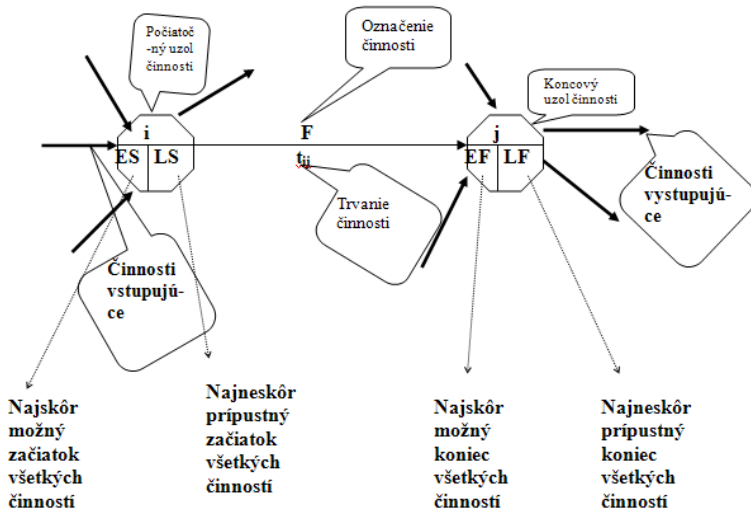 Počiatoč
-ný uzol
činnosti
Označenie
činnosti
Koncový
uzol činnosti
i
ES LS
F
tij
j
EF LF
Činnosti
vystupujú-
ce
Trvanie
činnosti
Činnosti
vstupujú-
ce
Najskôr
možný
začiatok
všetkých
činností
Najneskôr
prípustný
začiatok
všetkých
činností
Najskôr
možný
koniec
všetkých
činností
Najneskôr
prípustný
koniec
všetkých
činností